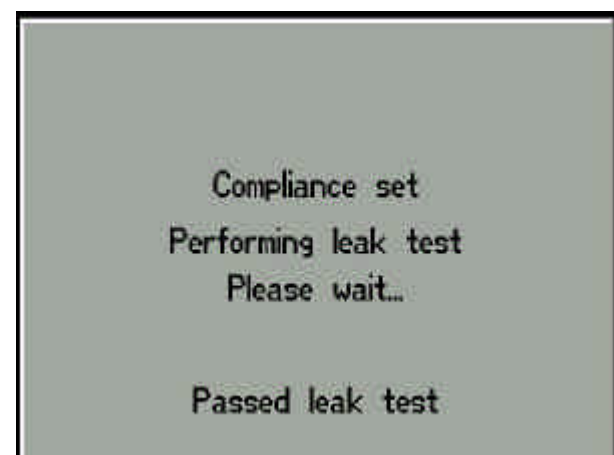 Compliance set
Performing leak test
Please wait...
Passed leak test